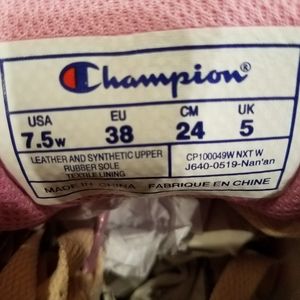 Champion
USA EU CM UK
7.5W 38 24 5
LEATHER AND SYNTHETIC UPPER
RUBBER SOLE
TEXTILE LINING
CP100049W NXT W
J640-0519-Nan'an
MADE IN CHINA FABRIQUE EN CHINE